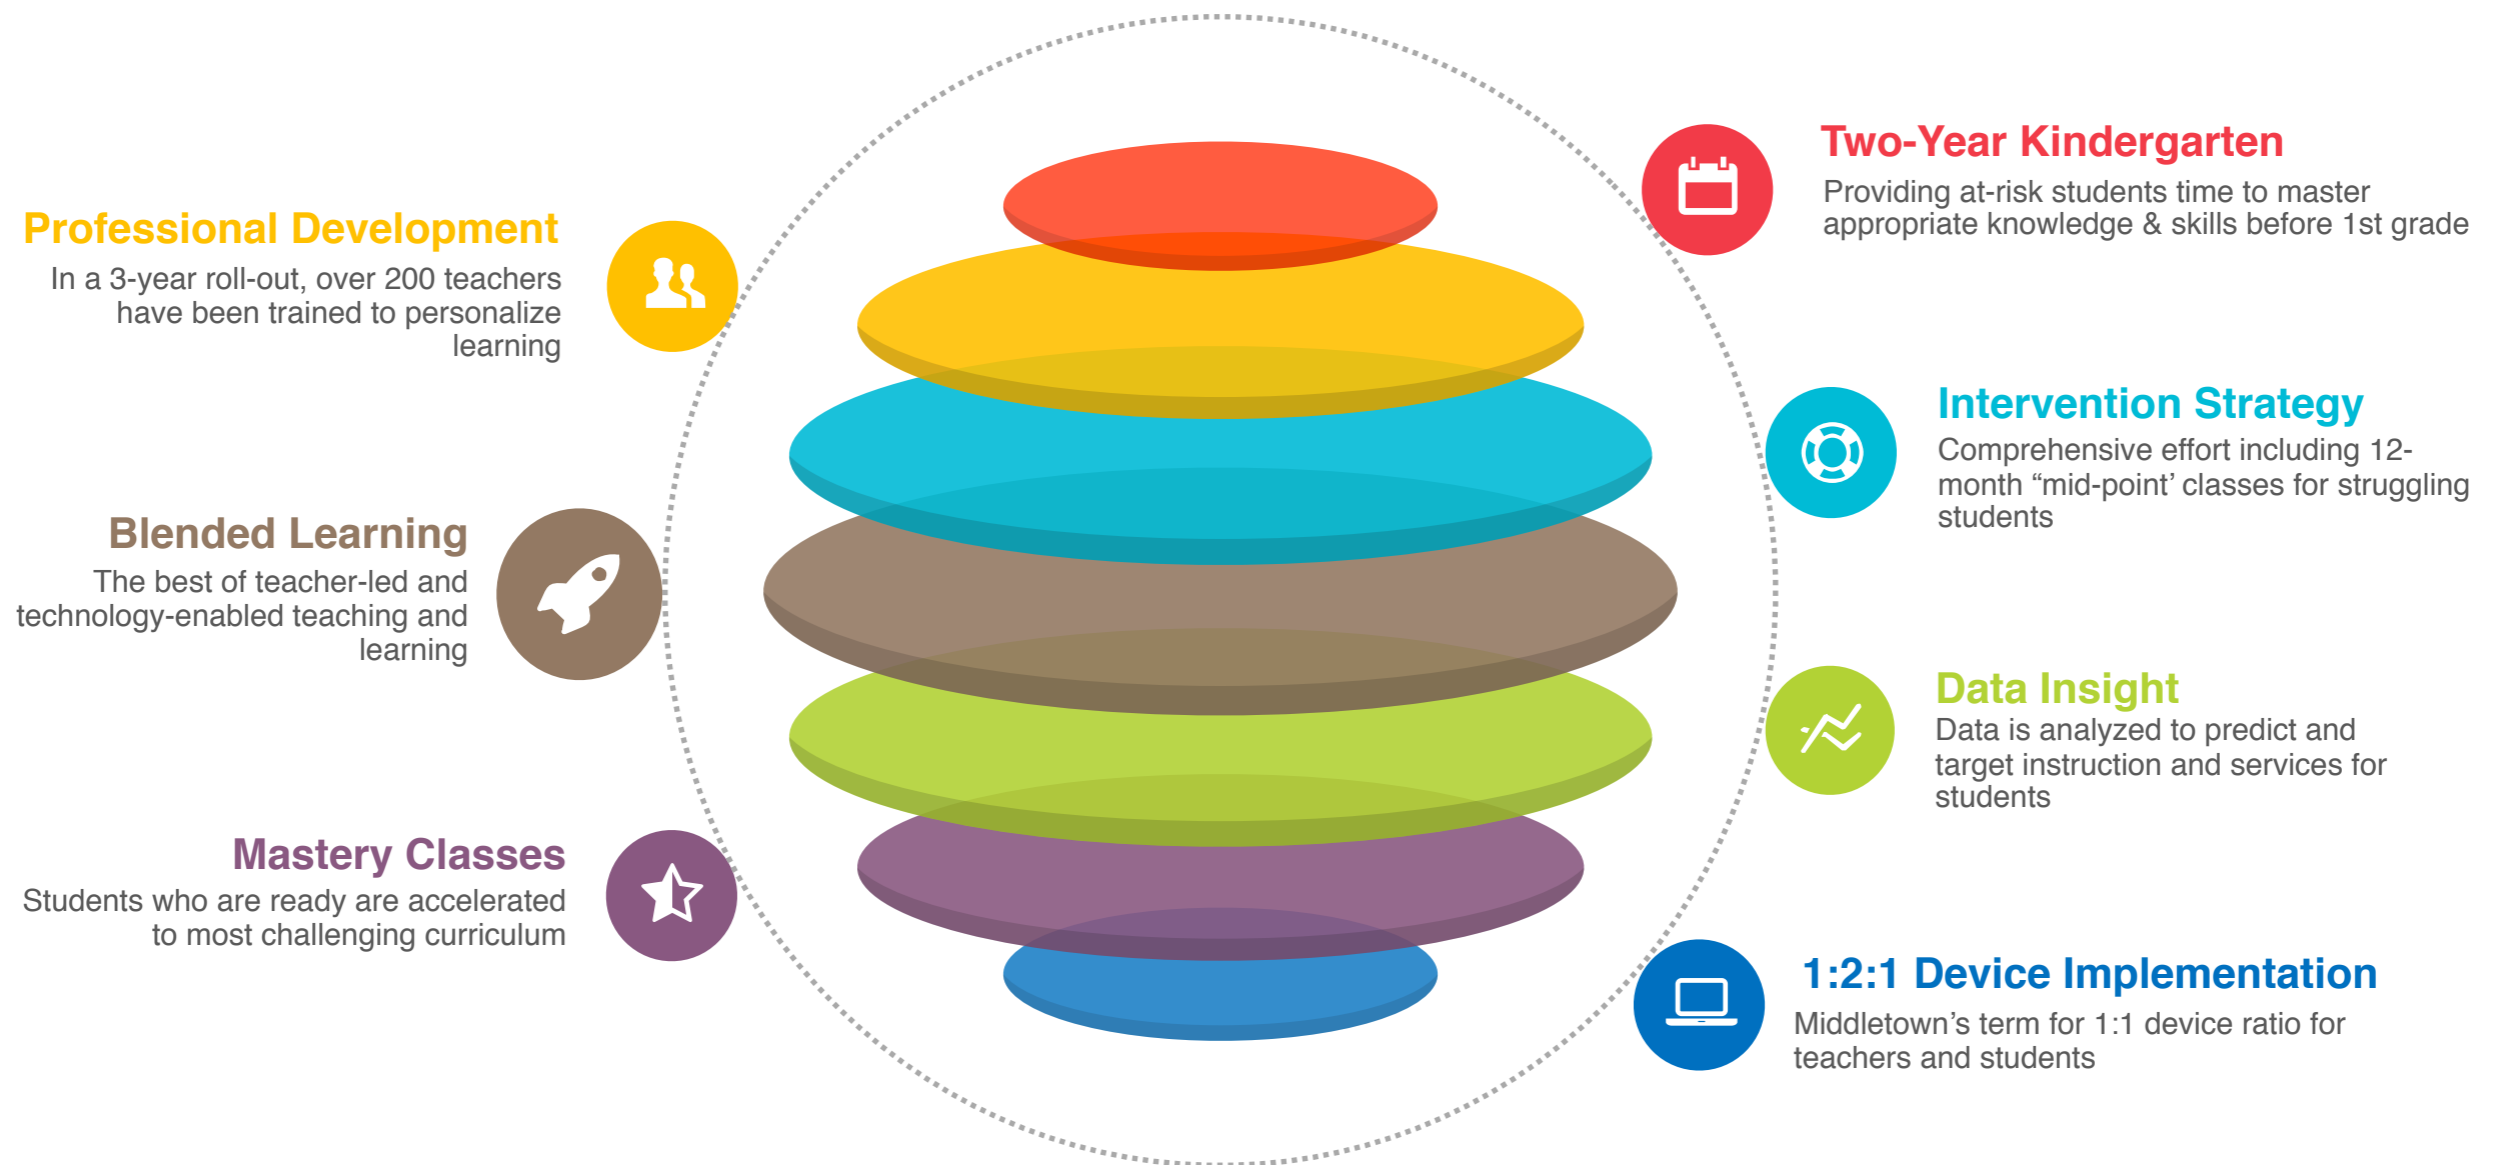 Two-Year Kindergarten
Providing at-risk students time to master
appropriate knowledge & skills before 1st grade
Professional Development
In a 3-year roll-out, over 200 teachers
have been trained to personalize
learning
Intervention Strategy
Comprehensive effort including 12-
month “mid-point’ classes for struggling
students
Blended Learning
The best of teacher-led and
technology-enabled teaching and
learning
Data Insight
Data is analyzed to predict and
target instruction and services for
students
Mastery Classes
Students who are ready are accelerated
to most challenging curriculum
1:2:1 Device Implementation
Middletown’s term for 1:1 device ratio for
teachers and students